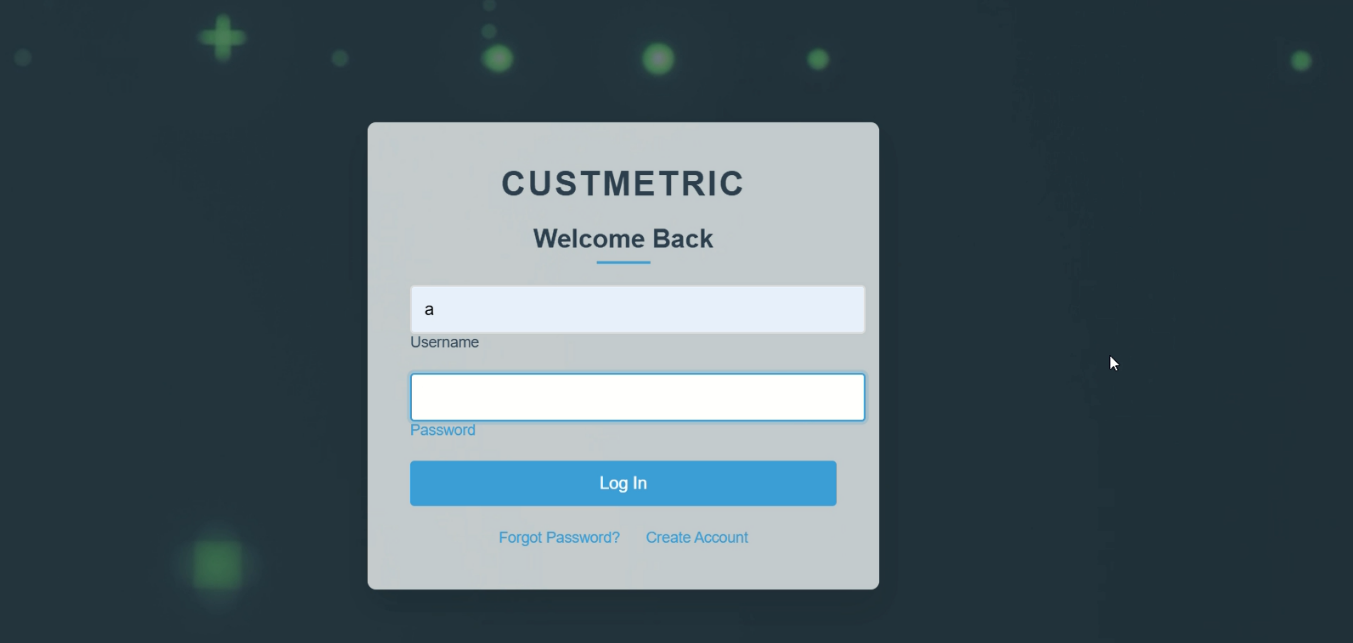 CUSTMETRIC
Welcome Back
a
Username
Password
Log In
Forgot Password? Create Account